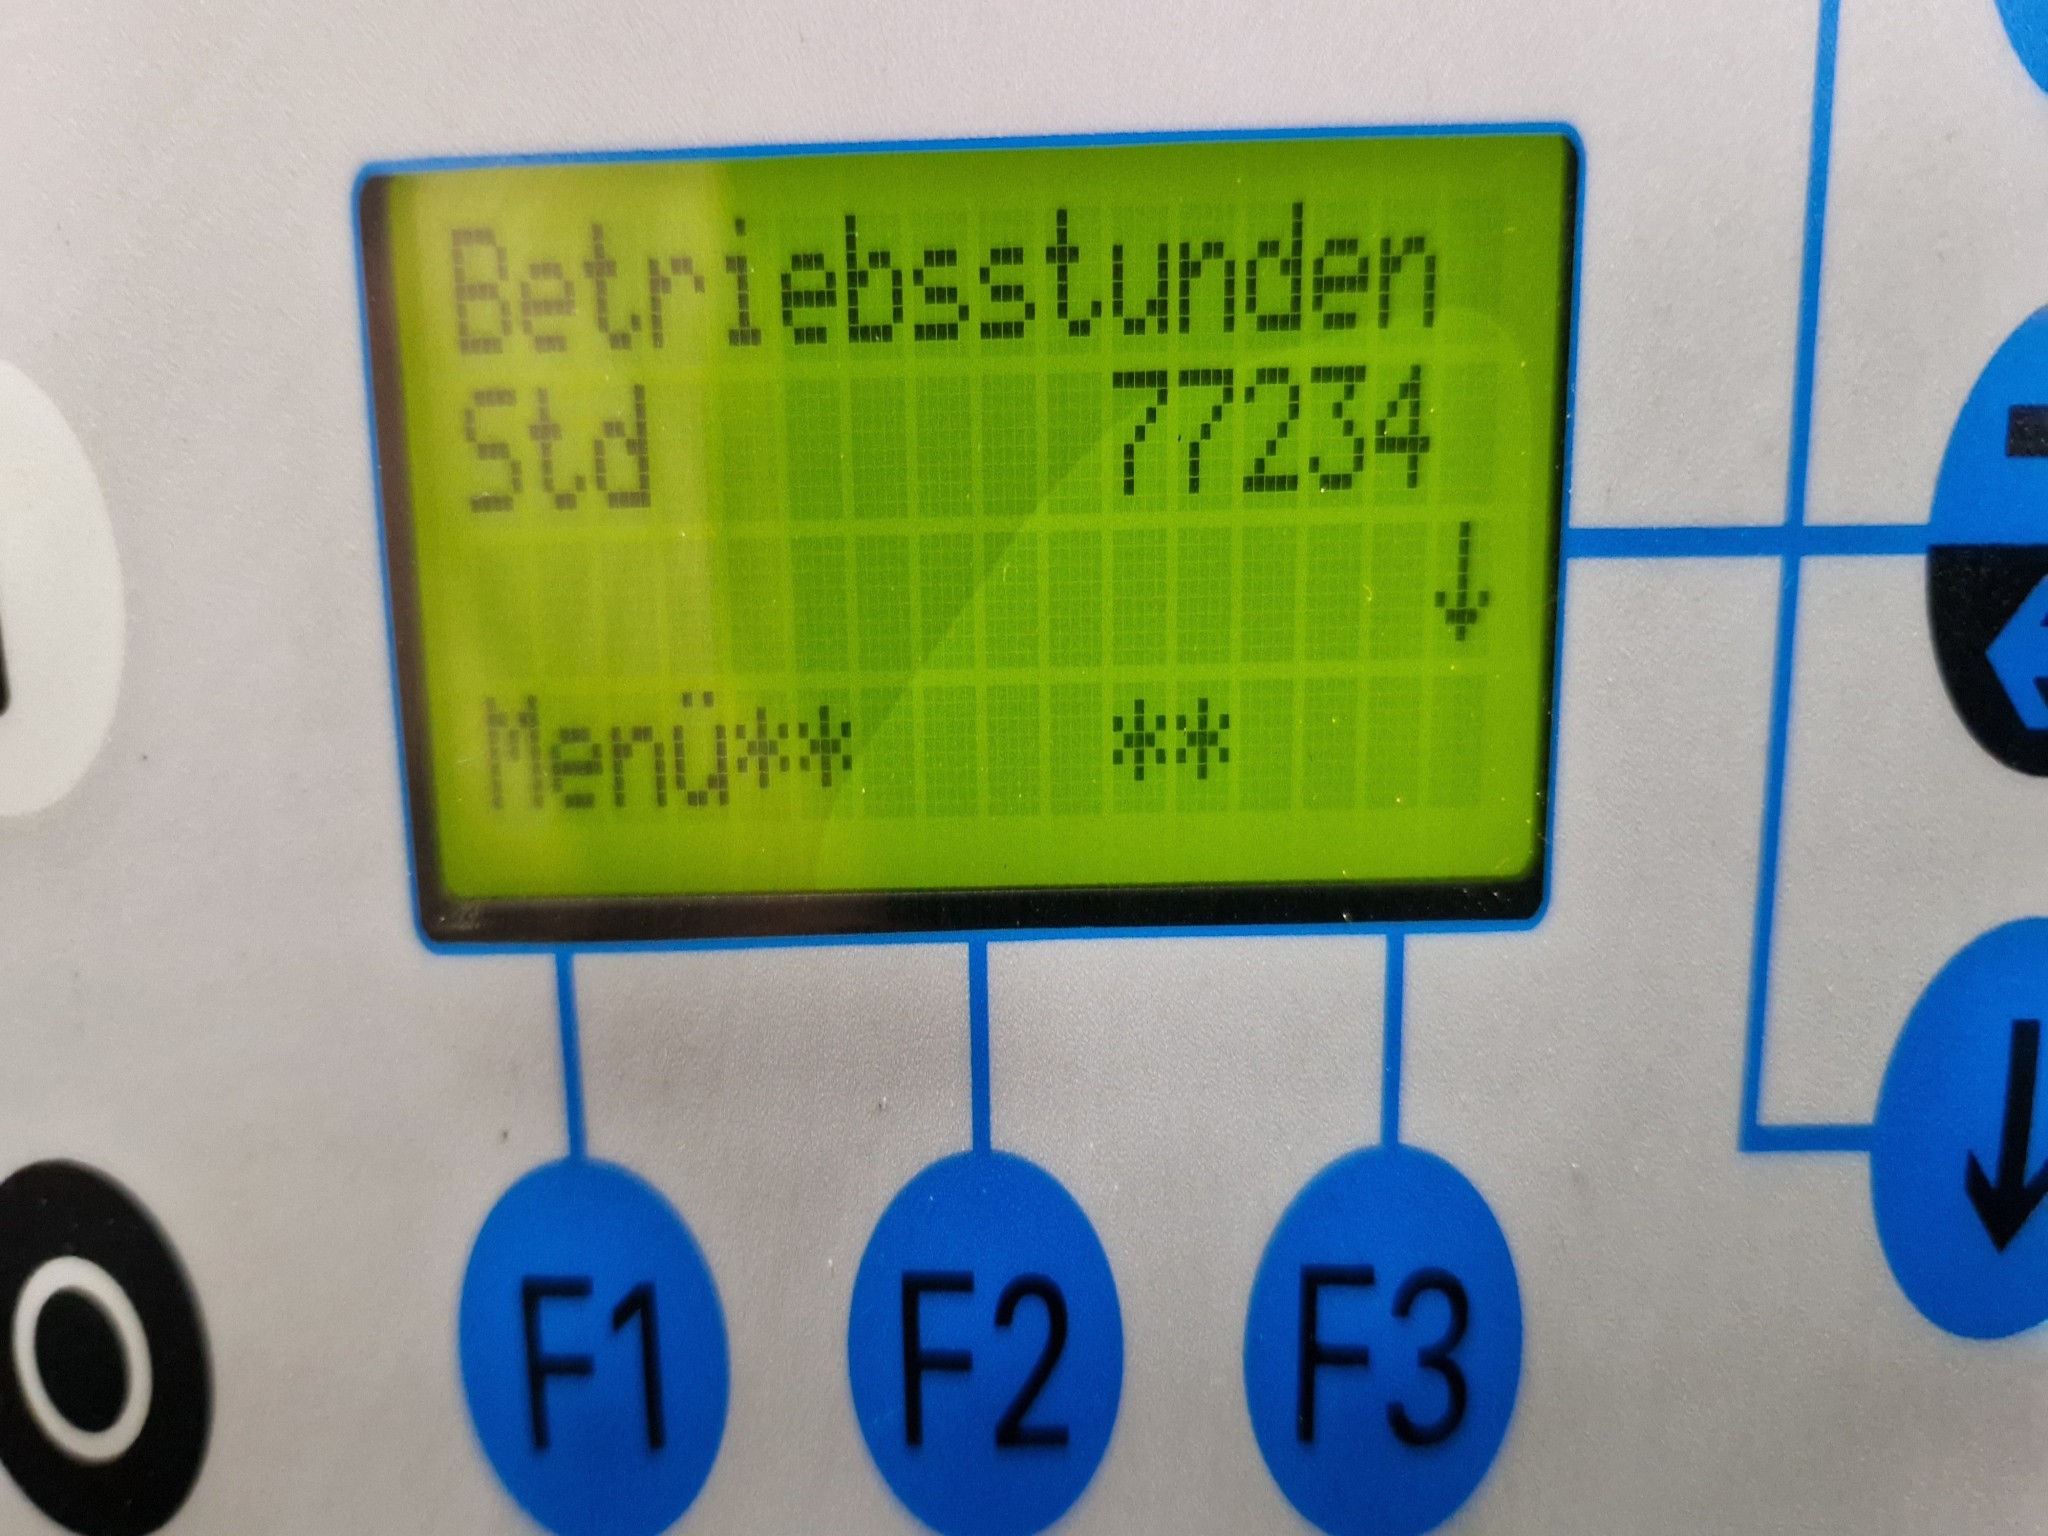 Betriebsstunden
Std 77234
↓
Menü** **
F1 F2 F3